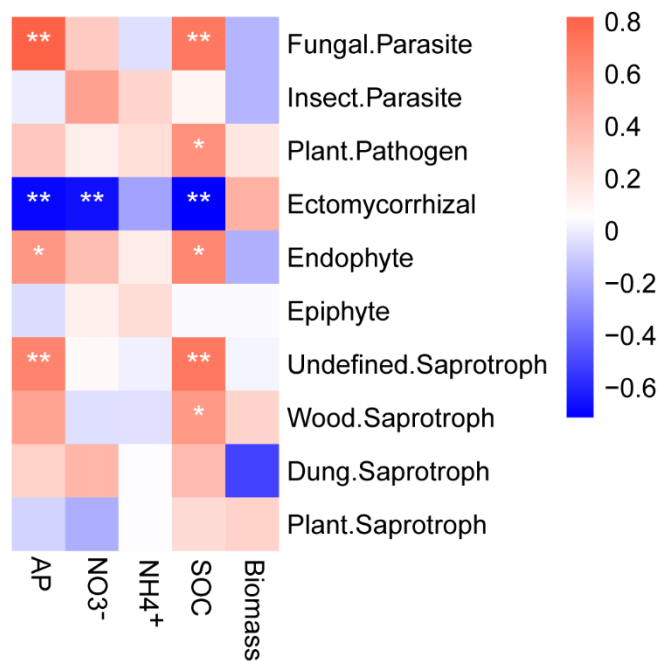 ** ** Fungal.Parasite
Insect.Parasite
* Plant.Pathogen
** ** ** Ectomycorrhizal
* * Endophyte
Epiphyte
** ** Undefined.Saprotroph
* Wood.Saprotroph
Dung.Saprotroph
Plant.Saprotroph
AP
NO3⁻
NH4⁺
SOC
Biomass
0.8
0.6
0.4
0.2
0
−0.2
−0.4
−0.6